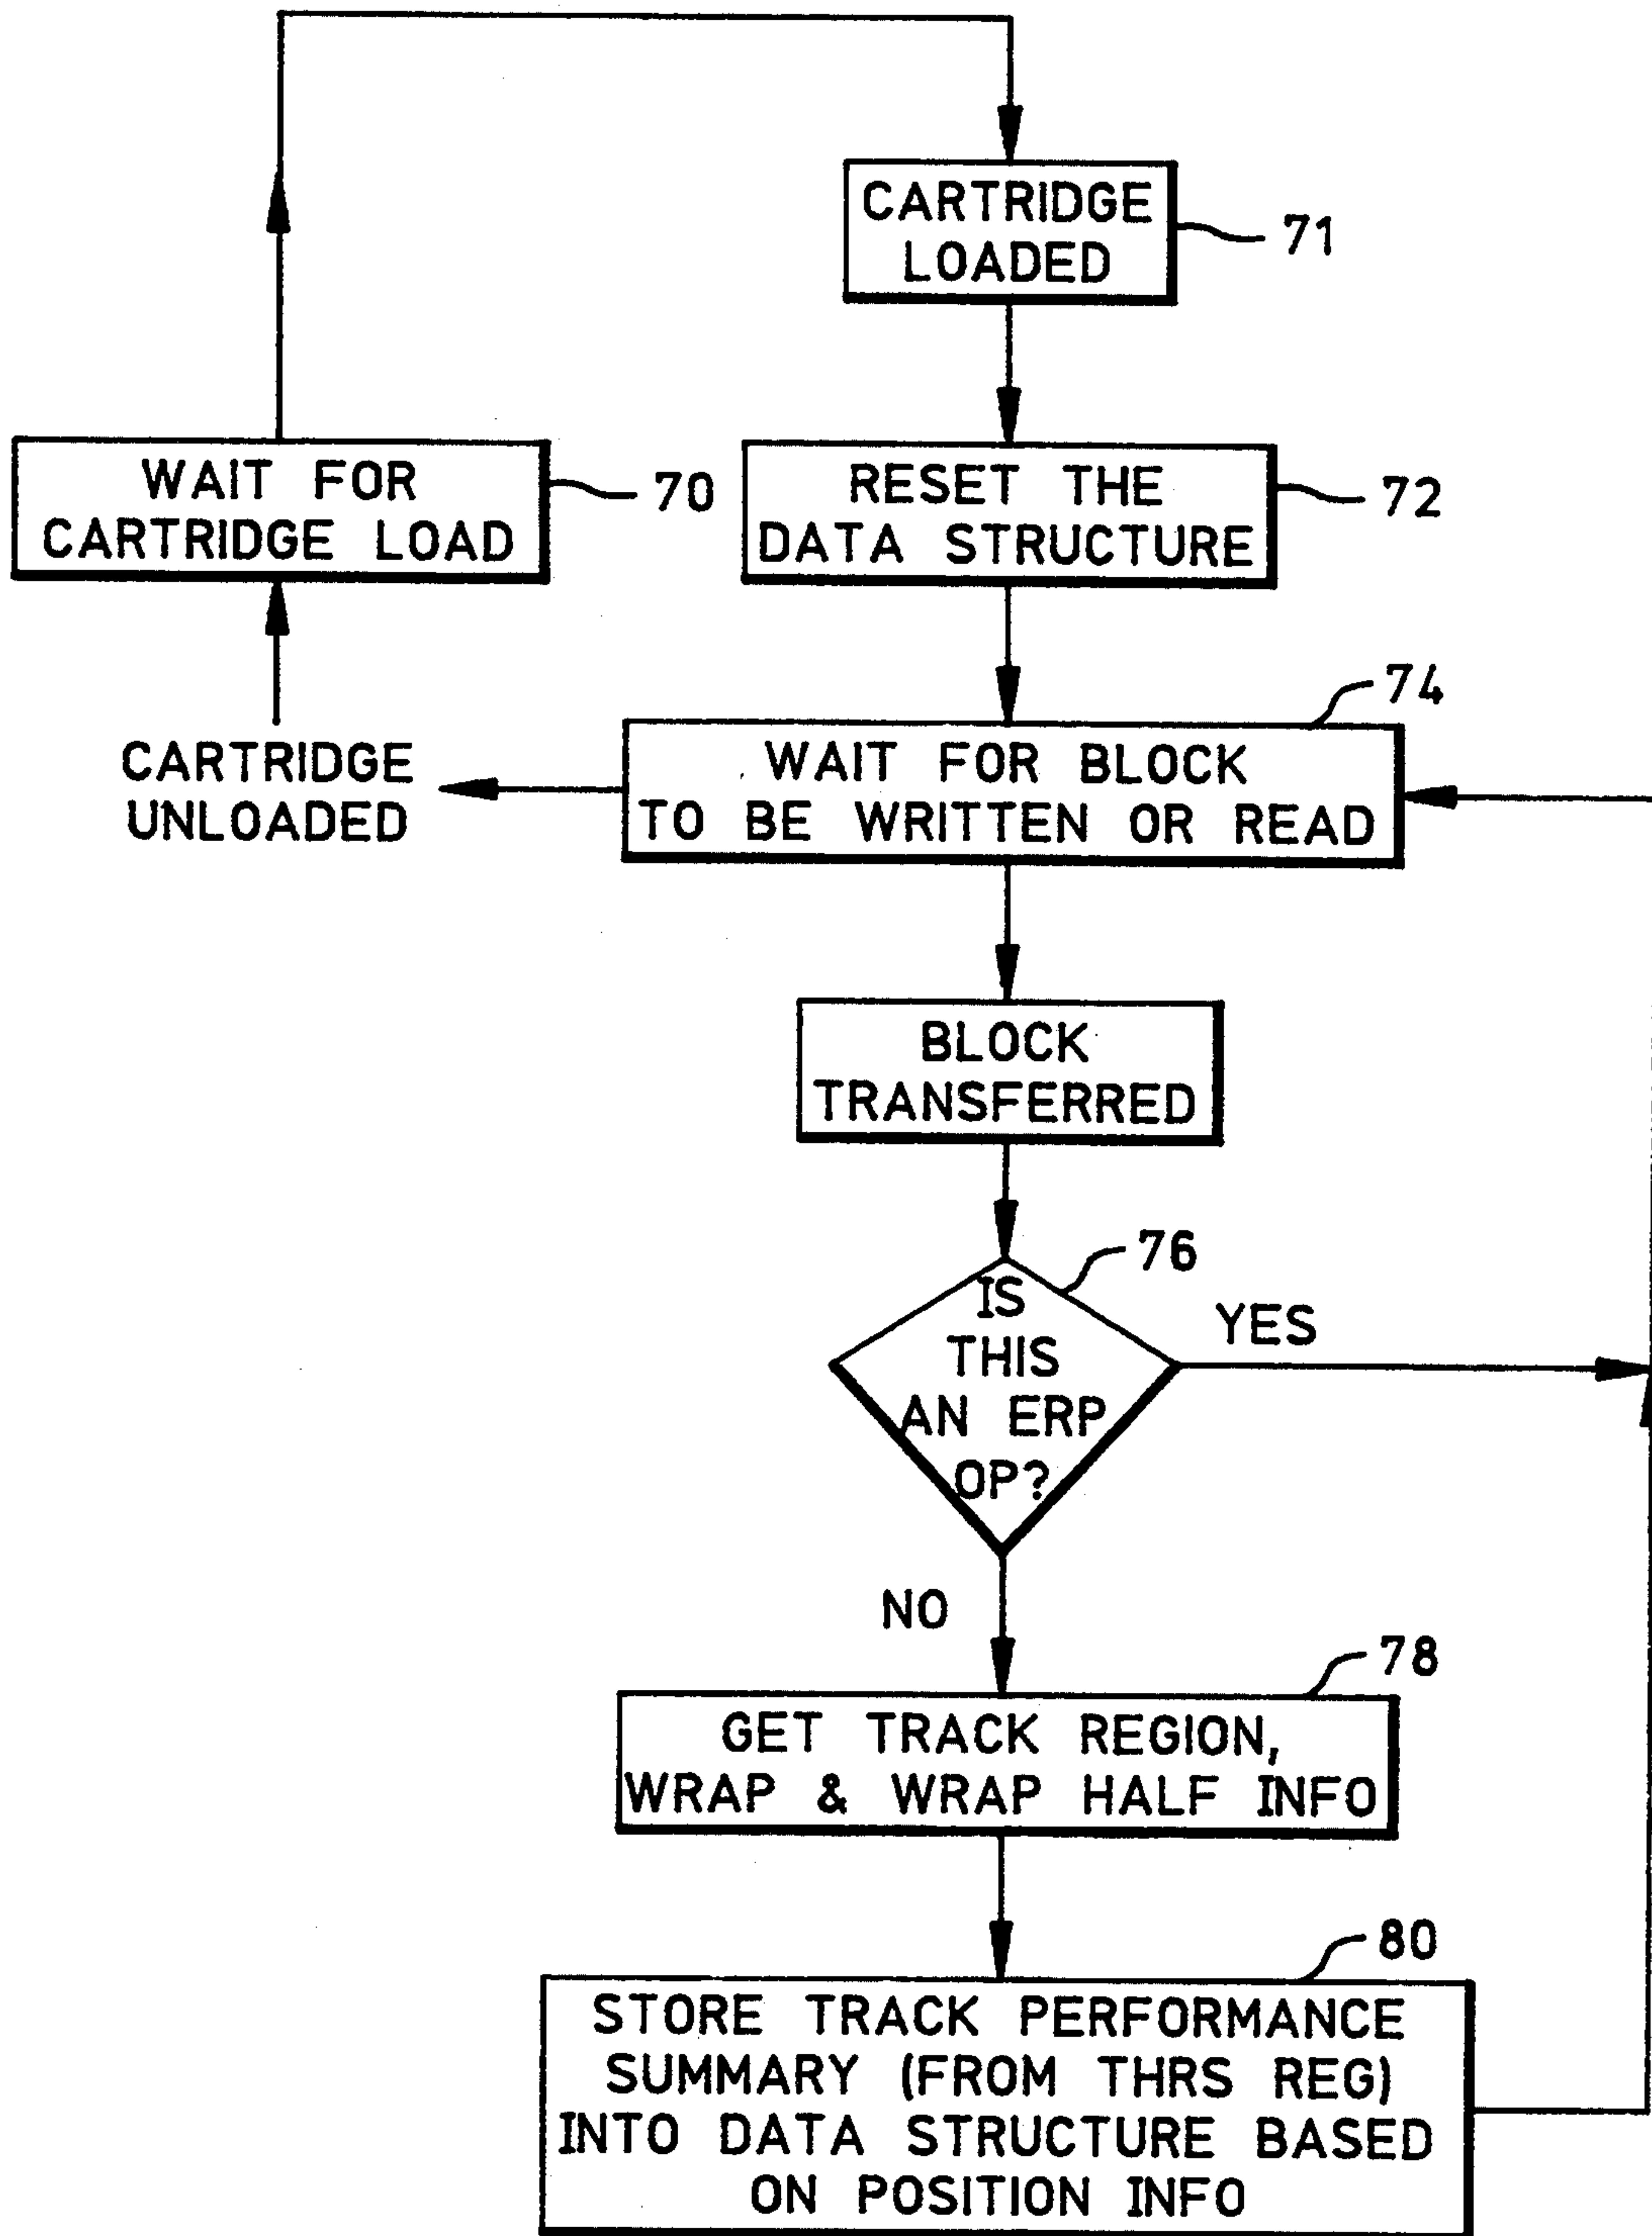 CARTRIDGE
LOADED
71
WAIT FOR
CARTRIDGE LOAD
70
RESET THE
DATA STRUCTURE
72
74
CARTRIDGE
UNLOADED
WAIT FOR BLOCK
TO BE WRITTEN OR READ
BLOCK
TRANSFERRED
76
IS
THIS
AN ERP
OP?
YES
NO
78
GET TRACK REGION,
WRAP & WRAP HALF INFO
80
STORE TRACK PERFORMANCE
SUMMARY (FROM THRS REG)
INTO DATA STRUCTURE BASED
ON POSITION INFO